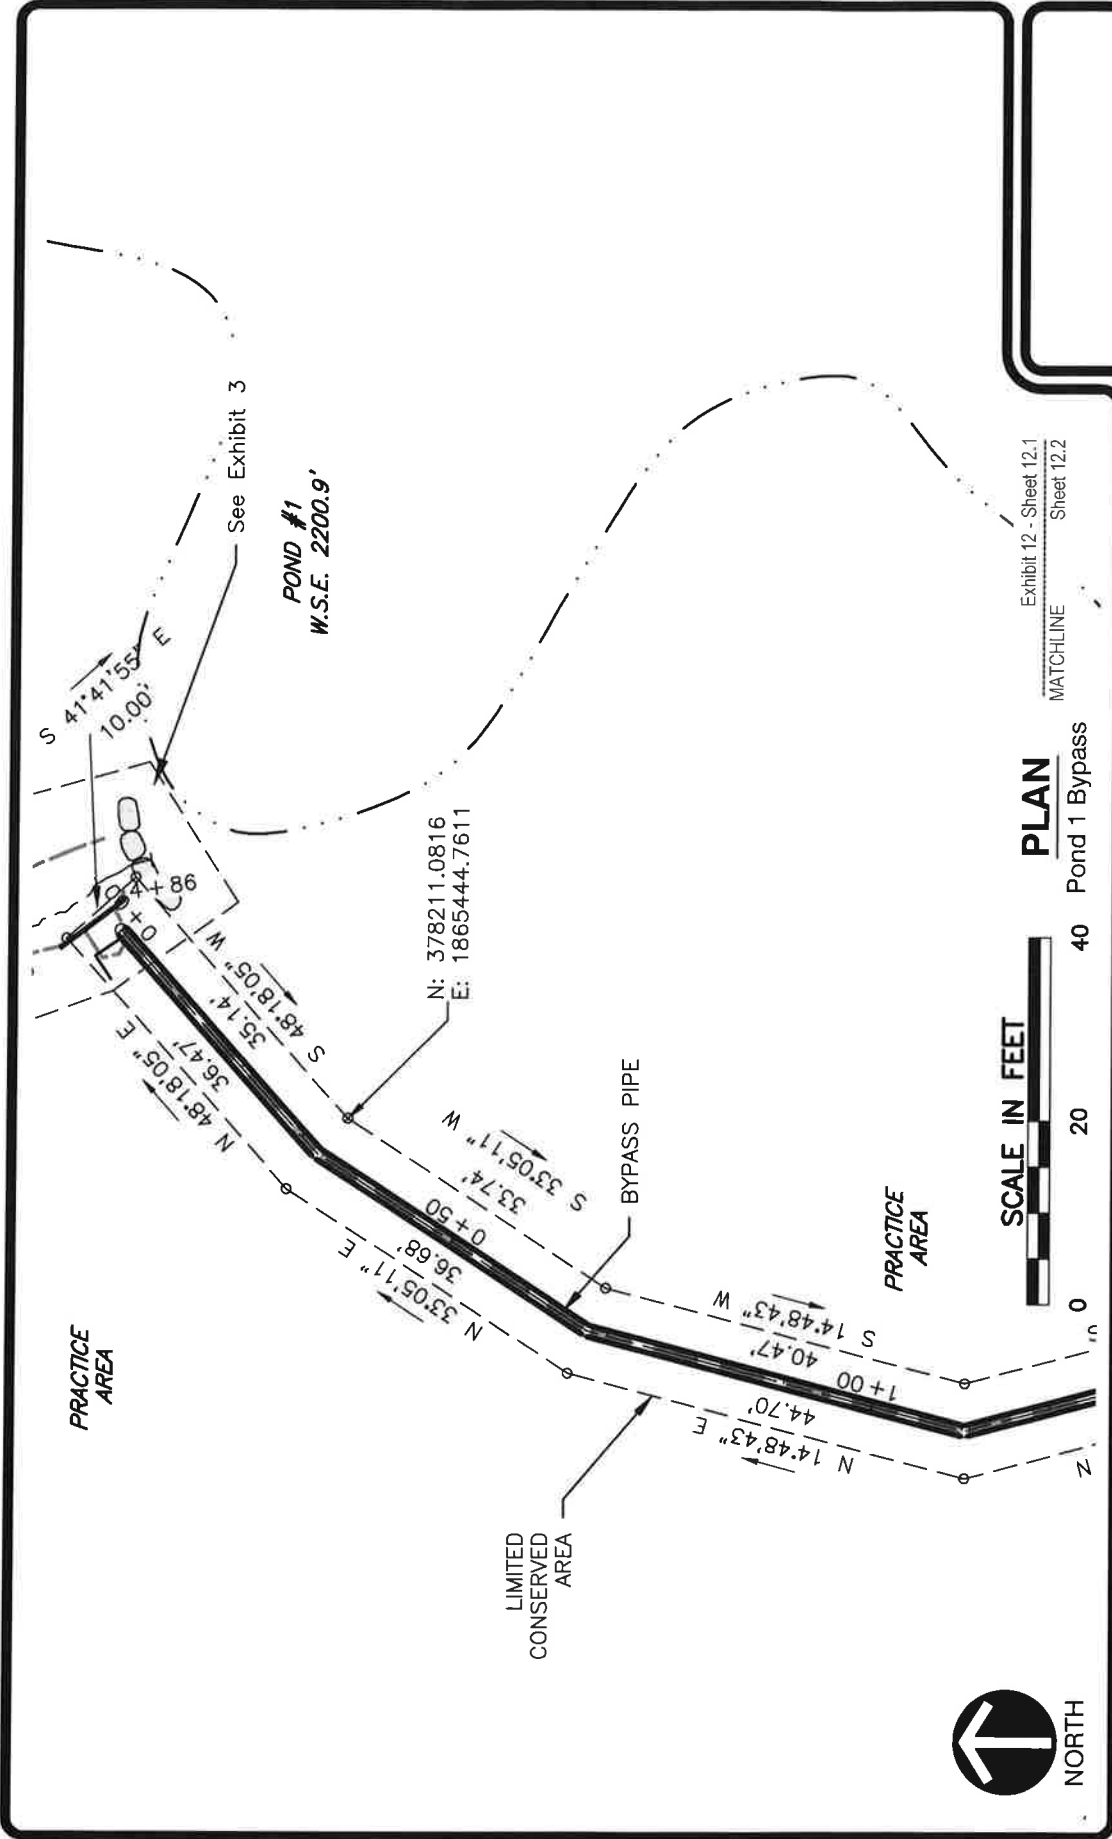 S 41°41'55" E
10.00'
See Exhibit 3
POND #1
W.S.E. 2200.9'
4+86
0+0
PRACTICE
AREA
N 48°18'05" E
36.47'
35.14'
S 48°18'05" W
N: 378211.0816
E: 1865444.7611
N 33°05'11" E
36.68'
0+50
33.74'
S 33°05'11" W
BYPASS PIPE
LIMITED
CONSERVED
AREA
N 14°48'43" E
44.70'
1+00
40.47'
S 14°48'43" W
PRACTICE
AREA
N
NORTH
SCALE IN FEET
0 20 40
PLAN
Pond 1 Bypass
Exhibit 12 - Sheet 12.1
MATCHLINE Sheet 12.2